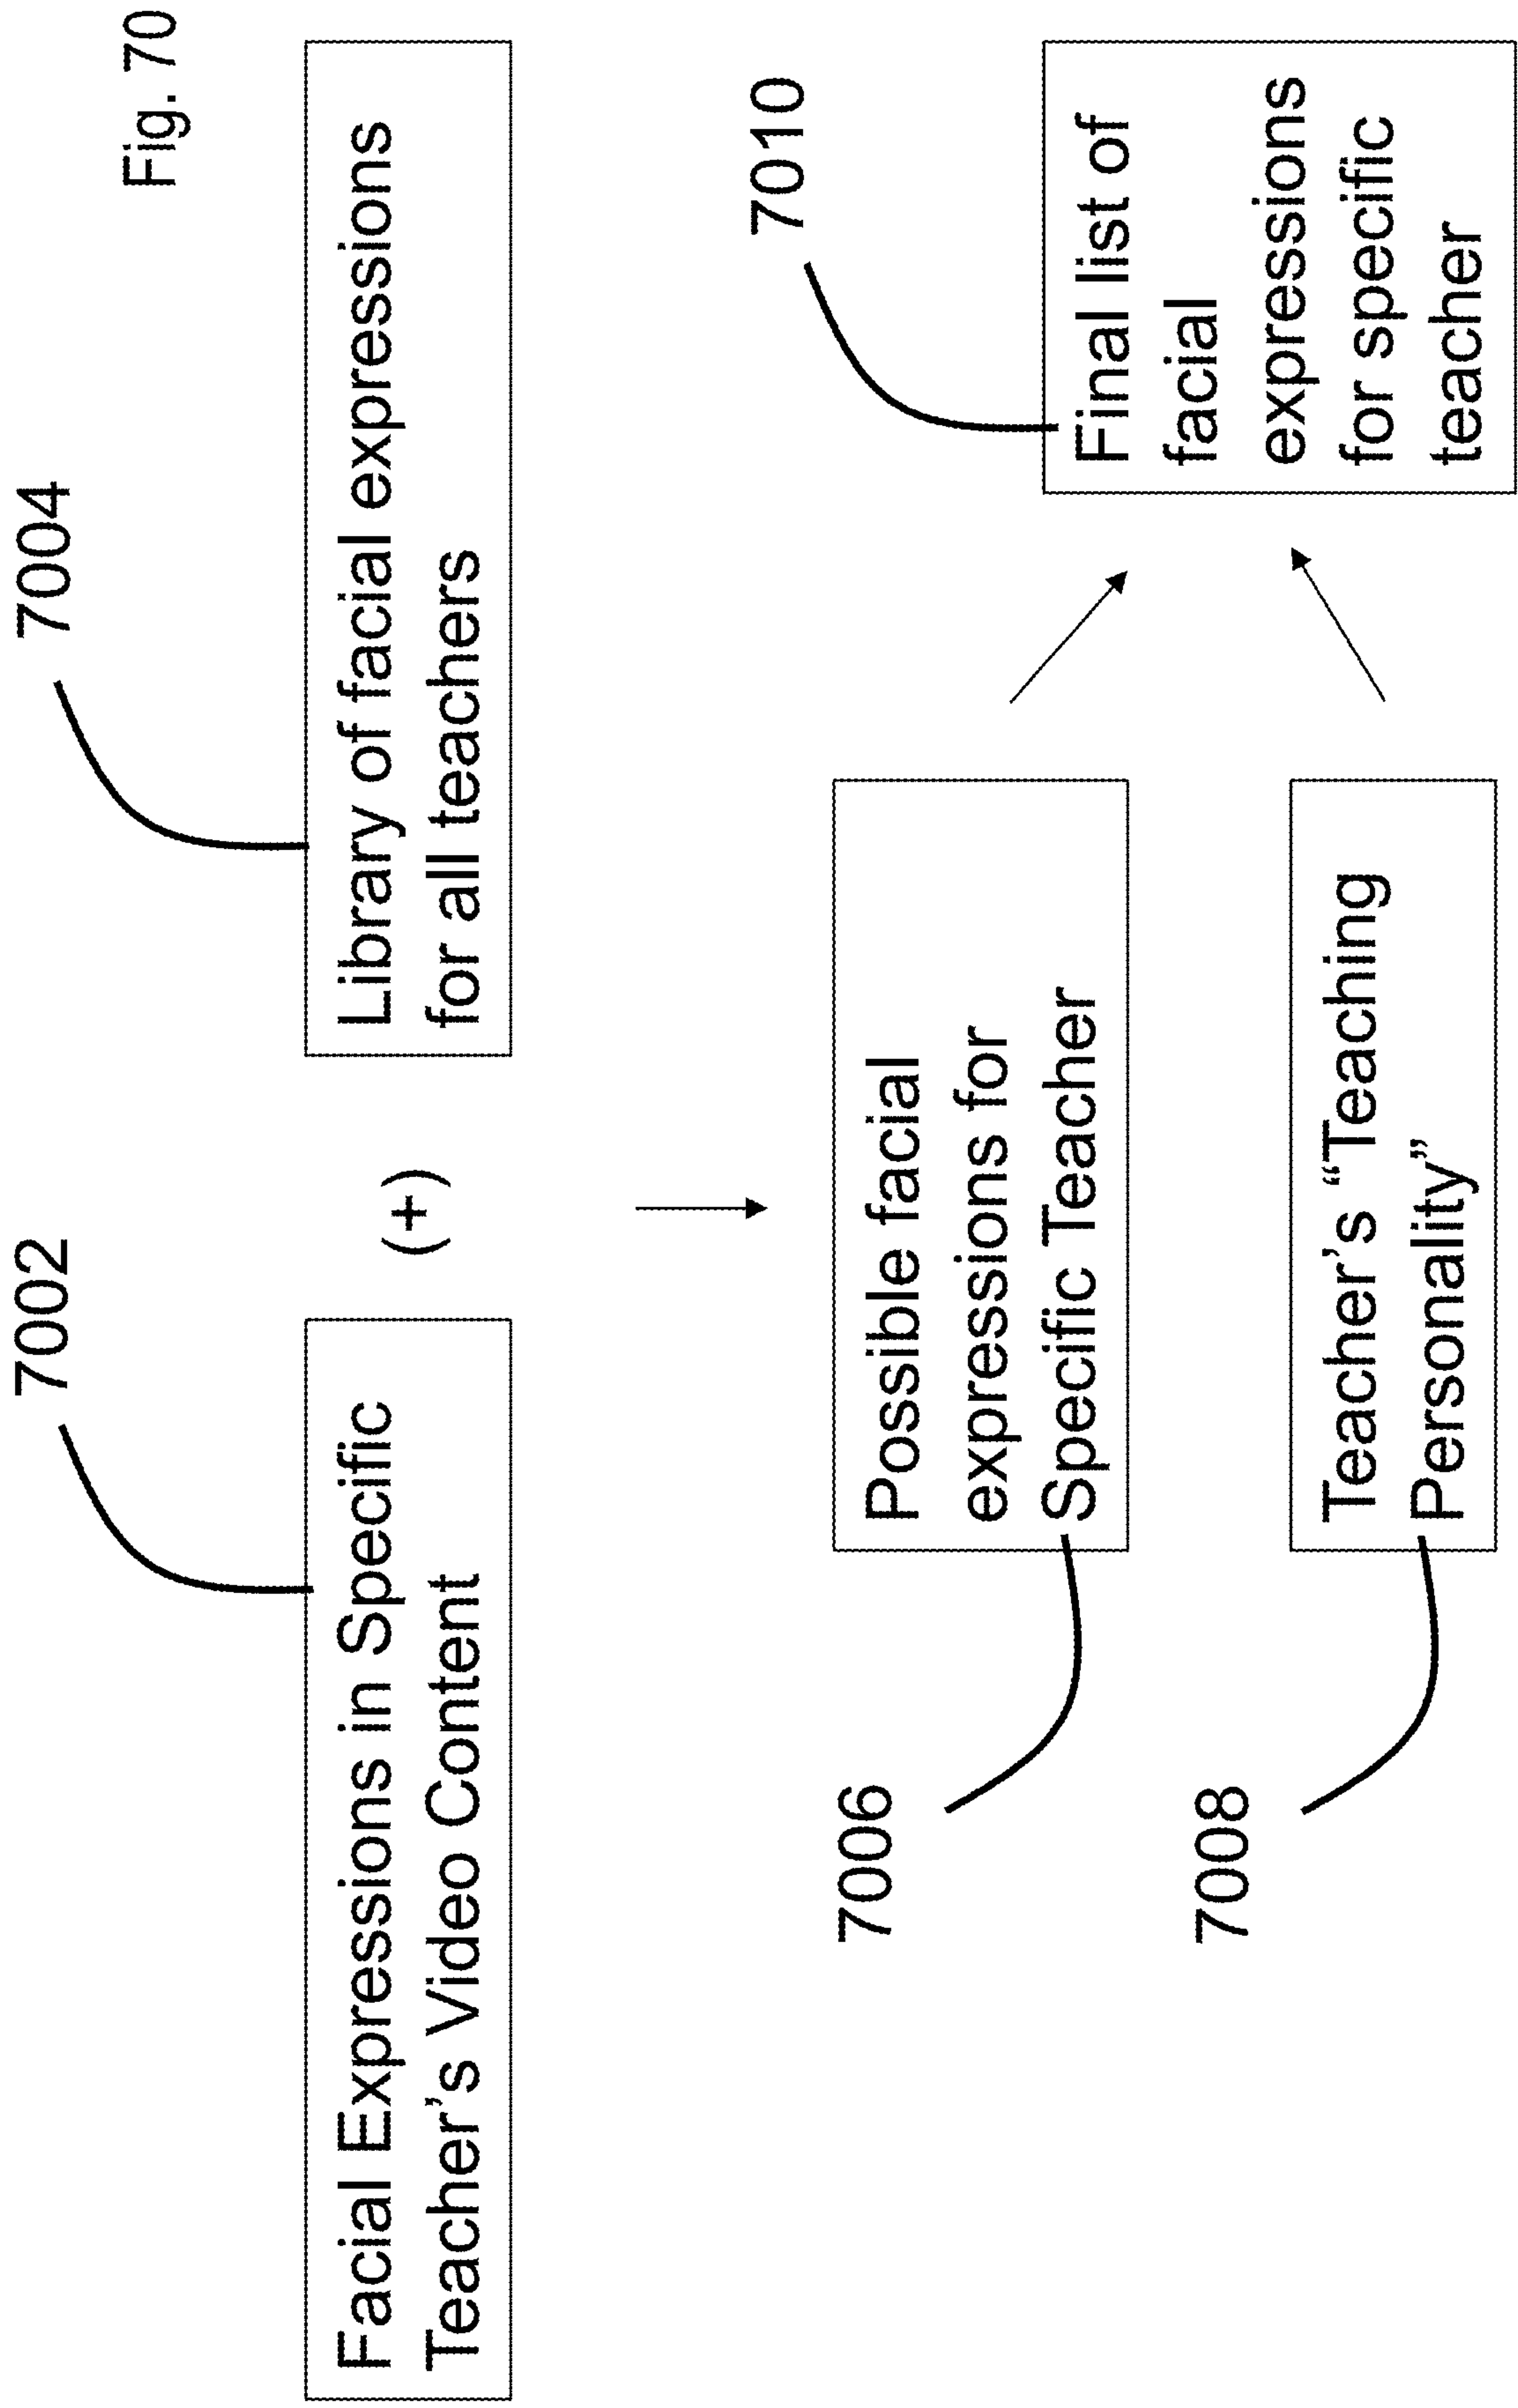 Fig. 70
7002
7004
Facial Expressions in Specific
Teacher’s Video Content
(+)
Library of facial expressions
for all teachers
7006
Possible facial
expressions for
Specific Teacher
7008
Teacher’s “Teaching
Personality”
7010
Final list of
facial
expressions
for specific
teacher